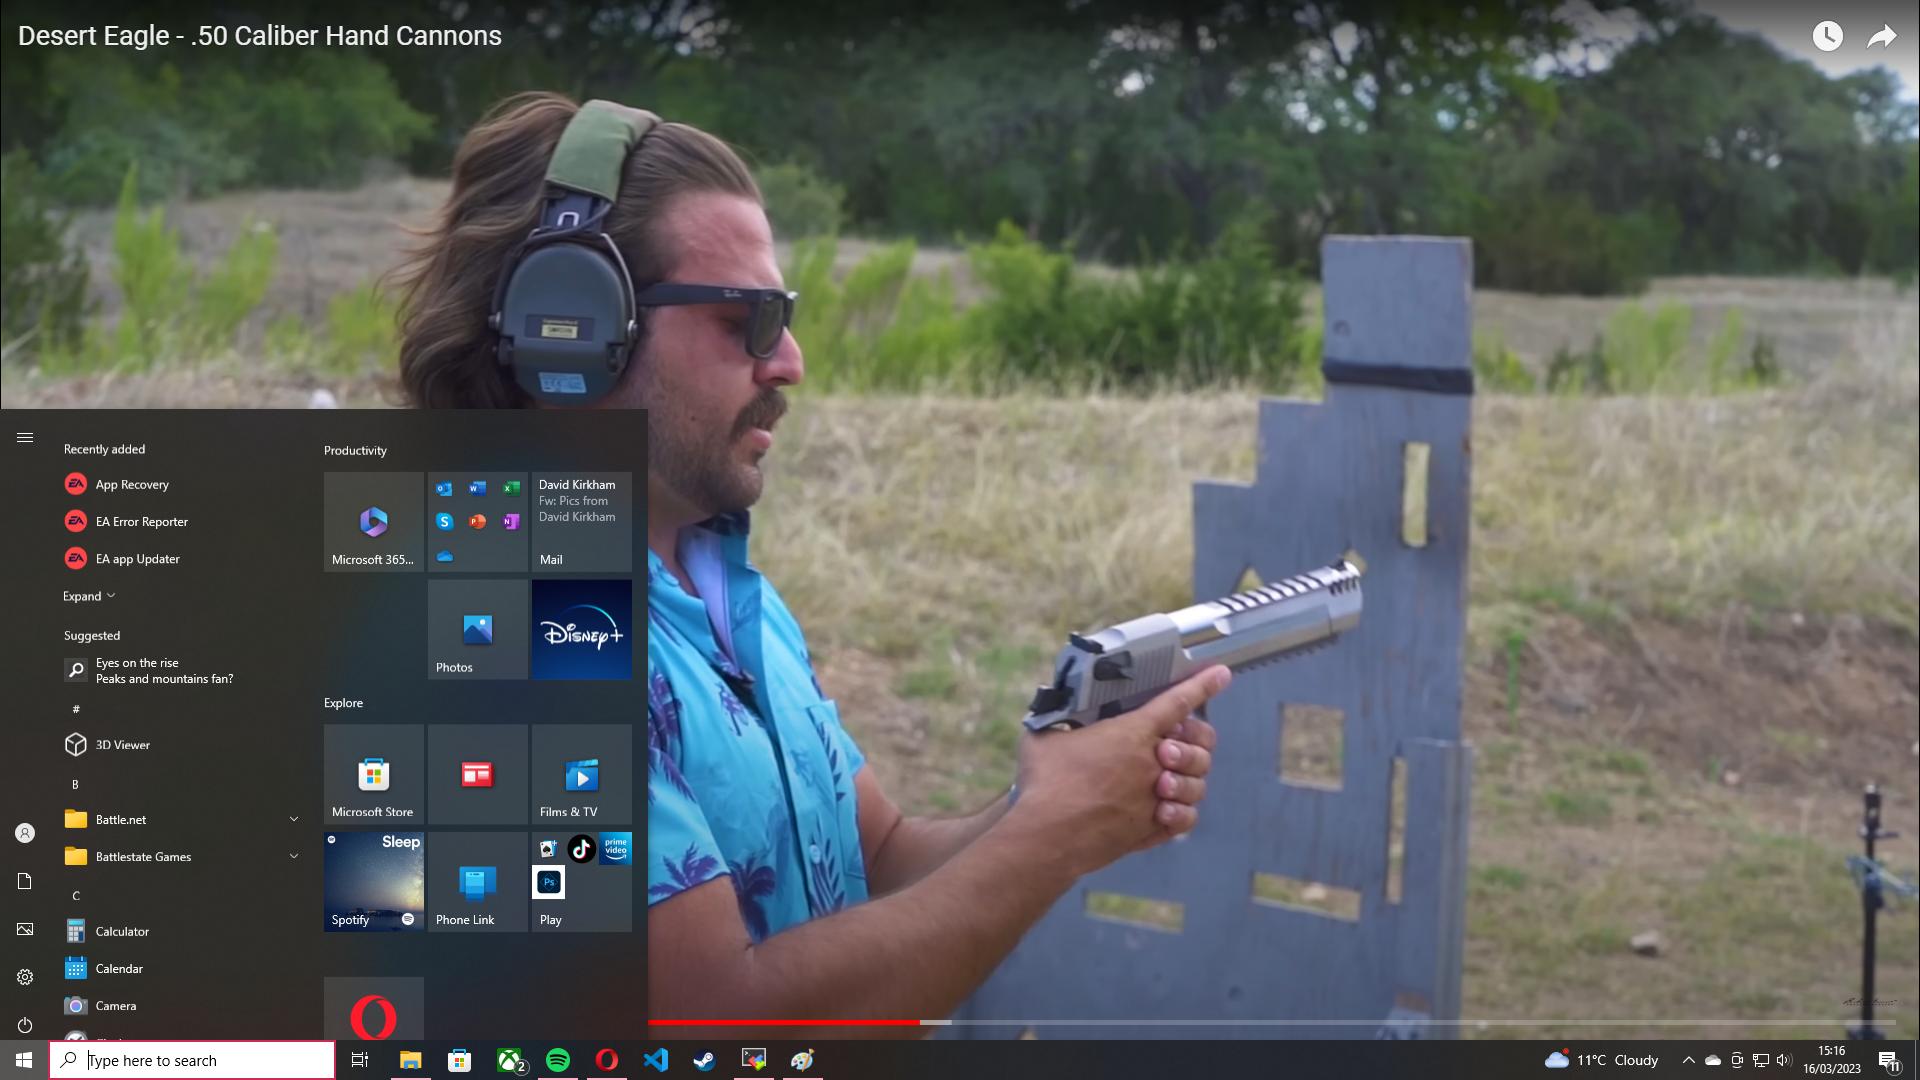 Desert Eagle - .50 Caliber Hand Cannons
Recently added
App Recovery
EA Error Reporter
EA app Updater
Expand
Suggested
Eyes on the rise
Peaks and mountains fan?
#
3D Viewer
B
Battle.net
Battlestate Games
C
Calculator
Calendar
Camera
Productivity
Microsoft 365...
David Kirkham
Fw: Pics from
David Kirkham
Mail
Photos
Disney+
Explore
Microsoft Store
Films & TV
Sleep
Spotify
Phone Link
prime
video
Ps
Play
Type here to search
2
11°C Cloudy
15:16
16/03/2023
11